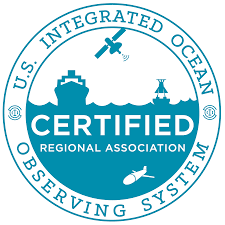 U.S. INTEGRATED OCEAN
CERTIFIED
REGIONAL ASSOCIATION
OBSERVING SYSTEM